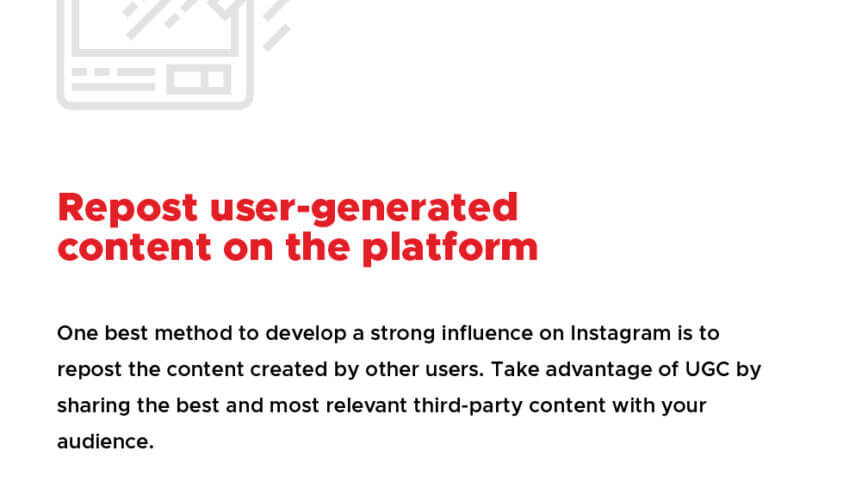 Repost user-generated
content on the platform
One best method to develop a strong influence on Instagram is to
repost the content created by other users. Take advantage of UGC by
sharing the best and most relevant third-party content with your
audience.